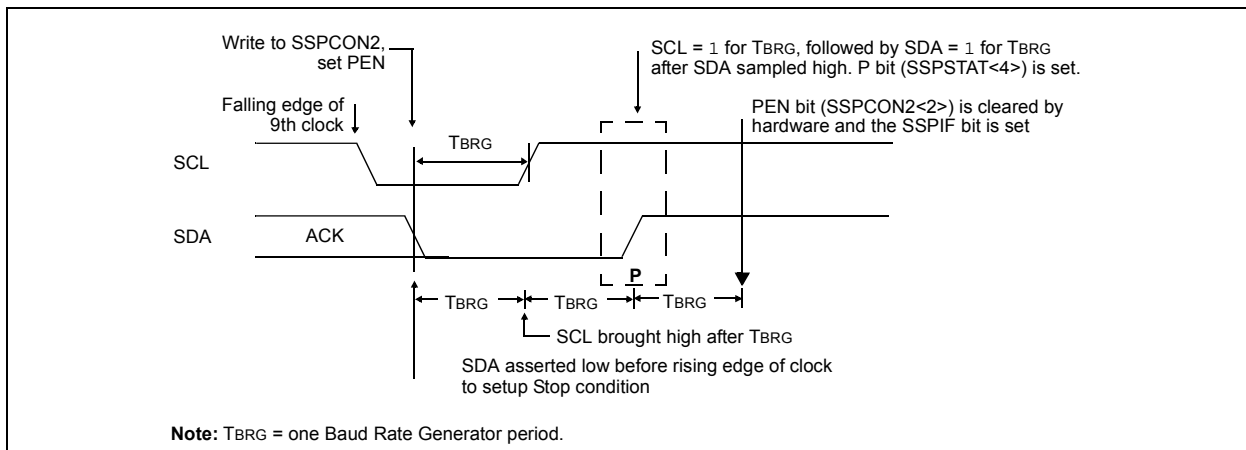 Write to SSPCON2,
set PEN
SCL = 1 for TBRG, followed by SDA = 1 for TBRG
after SDA sampled high. P bit (SSPSTAT<4>) is set.
Falling edge of
9th clock
PEN bit (SSPCON2<2>) is cleared by
hardware and the SSPIF bit is set
TBRG
SCL
SDA
ACK
P
TBRG
TBRG
TBRG
SCL brought high after TBRG
SDA asserted low before rising edge of clock
to setup Stop condition
Note: TBRG = one Baud Rate Generator period.